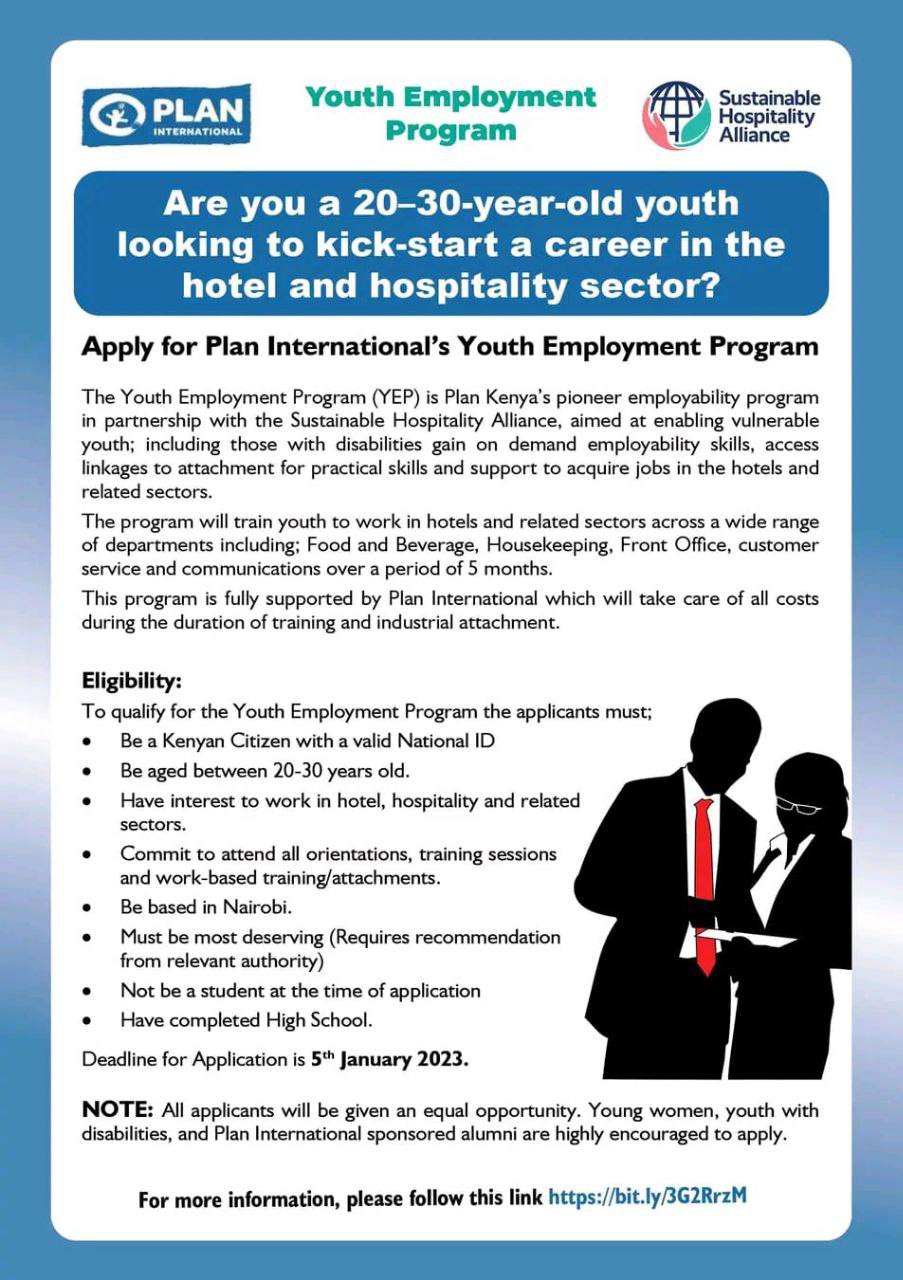 PLAN
INTERNATIONAL
Youth Employment
Program
Sustainable
Hospitality
Alliance
Are you a 20–30-year-old youth
looking to kick-start a career in the
hotel and hospitality sector?
Apply for Plan International’s Youth Employment Program
The Youth Employment Program (YEP) is Plan Kenya’s pioneer employability program
in partnership with the Sustainable Hospitality Alliance, aimed at enabling vulnerable
youth; including those with disabilities gain on demand employability skills, access
linkages to attachment for practical skills and support to acquire jobs in the hotels and
related sectors.
The program will train youth to work in hotels and related sectors across a wide range
of departments including; Food and Beverage, Housekeeping, Front Office, customer
service and communications over a period of 5 months.
This program is fully supported by Plan International which will take care of all costs
during the duration of training and industrial attachment.
Eligibility:
To qualify for the Youth Employment Program the applicants must;
• Be a Kenyan Citizen with a valid National ID
• Be aged between 20-30 years old.
• Have interest to work in hotel, hospitality and related
sectors.
• Commit to attend all orientations, training sessions
and work-based training/attachments.
• Be based in Nairobi.
• Must be most deserving (Requires recommendation
from relevant authority)
• Not be a student at the time of application
• Have completed High School.
Deadline for Application is 5th January 2023.
NOTE: All applicants will be given an equal opportunity. Young women, youth with
disabilities, and Plan International sponsored alumni are highly encouraged to apply.
For more information, please follow this link https://bit.ly/3G2RrzM